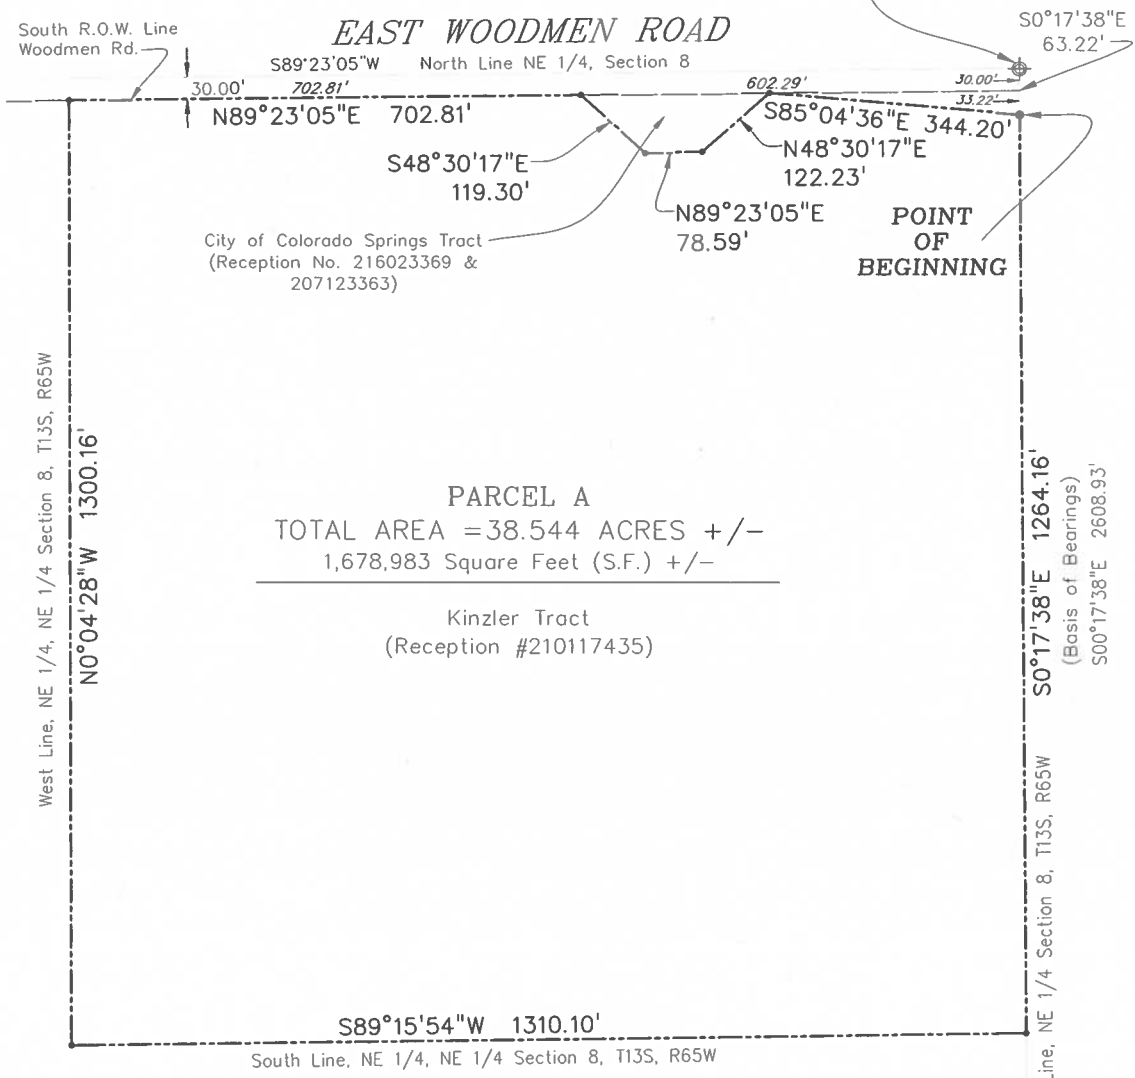 South R.O.W. Line
Woodmen Rd.
EAST WOODMEN ROAD
S89°23'05"W North Line NE 1/4, Section 8
S0°17'38"E
63.22'
30.00' 702.81'
602.29'
30.00'
33.22'
N89°23'05"E 702.81'
S85°04'36"E 344.20'
S48°30'17"E
119.30'
N48°30'17"E
122.23'
N89°23'05"E
78.59'
POINT
OF
BEGINNING
City of Colorado Springs Tract
(Reception No. 216023369 &
207123363)
West Line, NE 1/4, NE 1/4 Section 8, T13S, R65W
N0°04'28"W 1300.16'
PARCEL A
TOTAL AREA =38.544 ACRES +/-
1,678,983 Square Feet (S.F.) +/-
Kinzler Tract
(Reception #210117435)
S0°17'38"E 1264.16'
(Basis of Bearings)
S00°17'38"E 2608.93'
Line, NE 1/4 Section 8, T13S, R65W
S89°15'54"W 1310.10'
South Line, NE 1/4, NE 1/4 Section 8, T13S, R65W